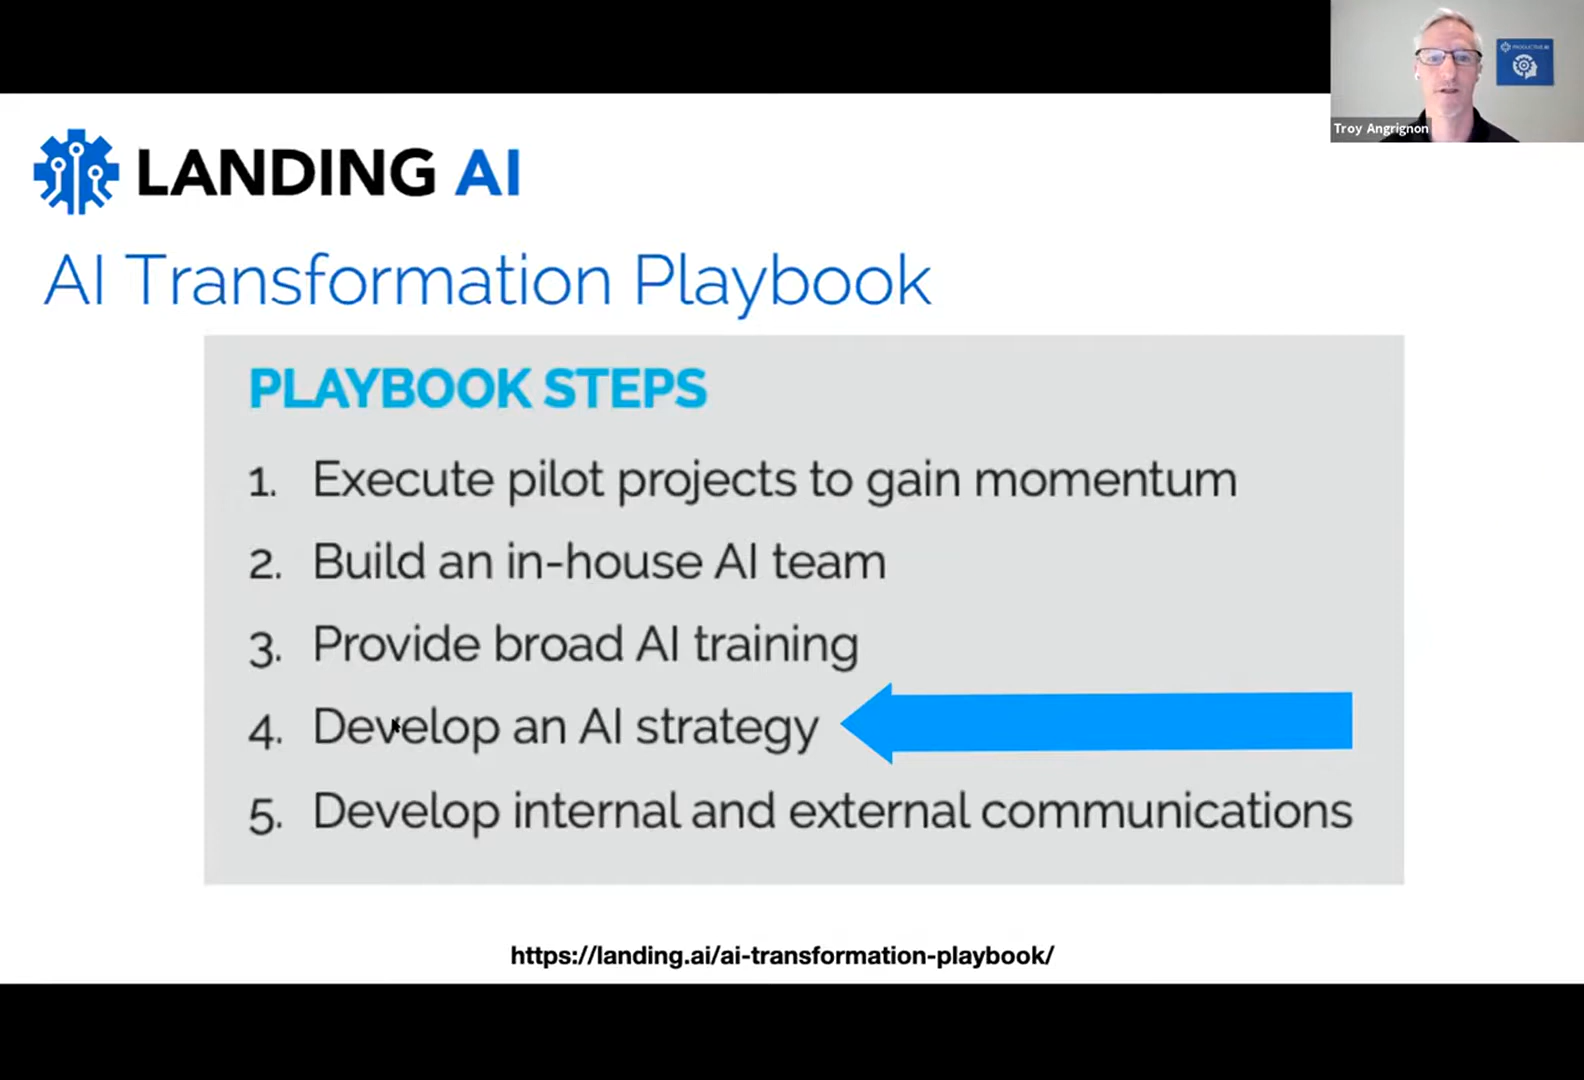 PRODUCTIVE AI
Troy Angrignon
LANDING AI
AI Transformation Playbook
PLAYBOOK STEPS
1. Execute pilot projects to gain momentum
2. Build an in-house AI team
3. Provide broad AI training
4. Develop an AI strategy
5. Develop internal and external communications
https://landing.ai/ai-transformation-playbook/